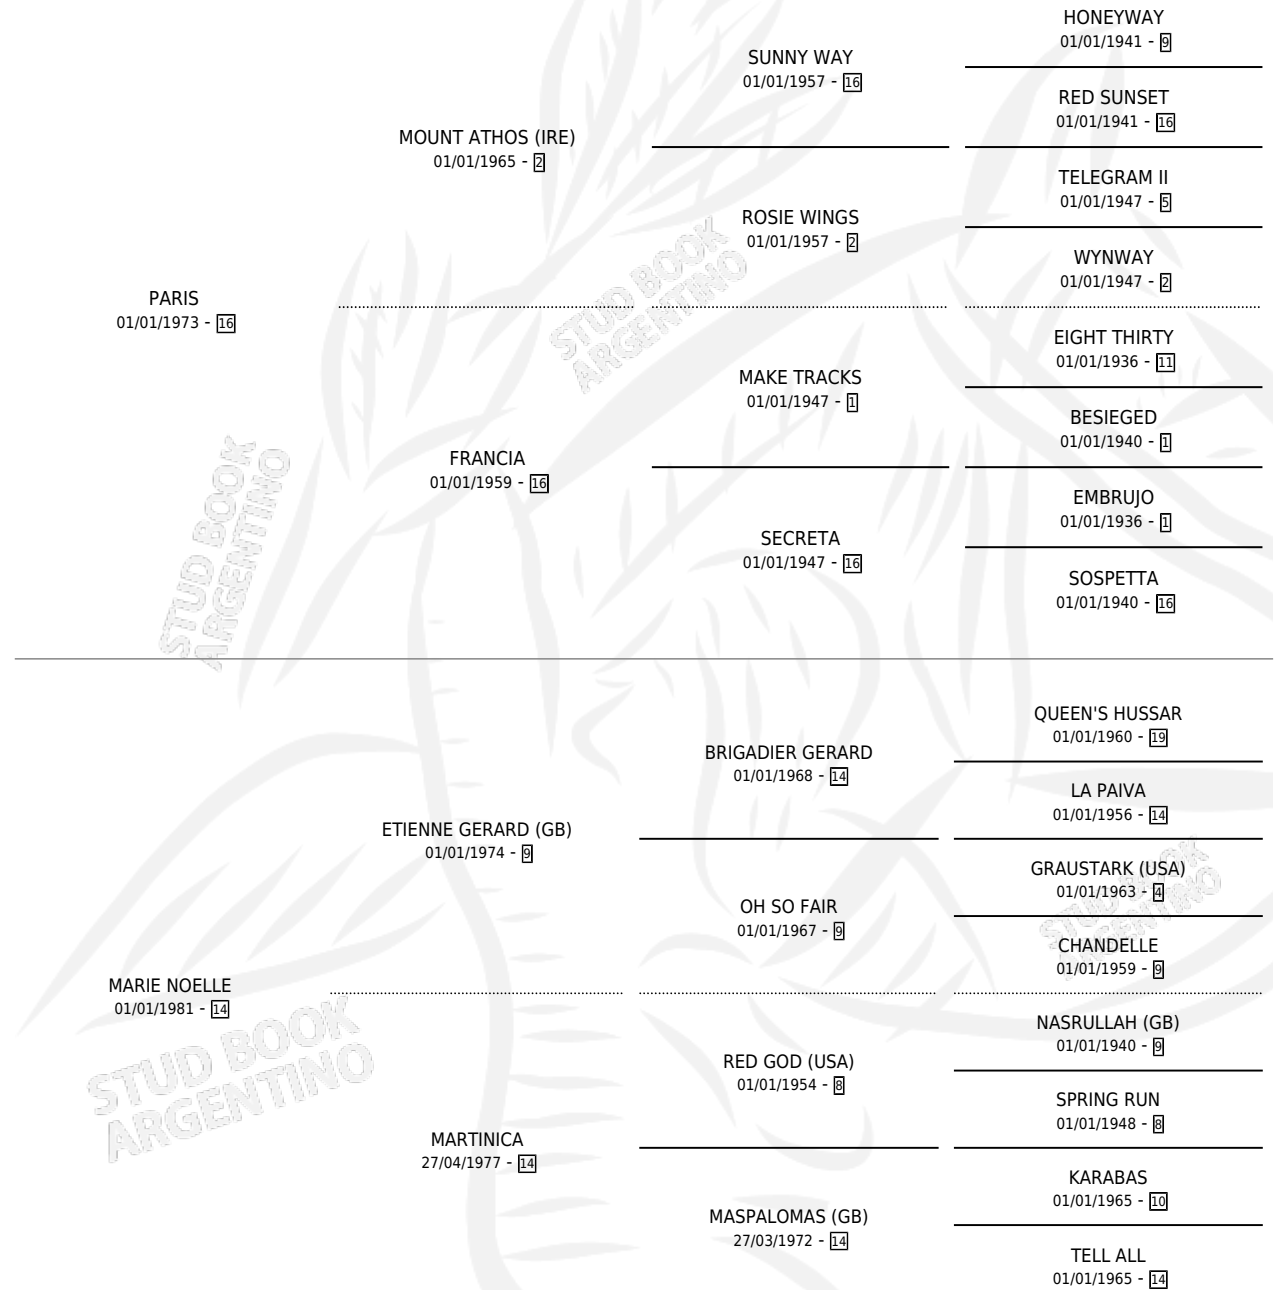 HONEYWAY
01/01/1941 - 9
SUNNY WAY
01/01/1957 - 16
RED SUNSET
01/01/1941 - 16
MOUNT ATHOS (IRE)
01/01/1965 - 2
TELEGRAM II
01/01/1947 - 5
ROSIE WINGS
01/01/1957 - 2
WYNWAY
01/01/1947 - 2
PARIS
01/01/1973 - 16
EIGHT THIRTY
01/01/1936 - 11
MAKE TRACKS
01/01/1947 - 1
BESIEGED
01/01/1940 - 1
FRANCIA
01/01/1959 - 16
EMBRUJO
01/01/1936 - 1
SECRETA
01/01/1947 - 16
SOSPETTA
01/01/1940 - 16
QUEEN'S HUSSAR
01/01/1960 - 19
BRIGADIER GERARD
01/01/1968 - 14
LA PAIVA
01/01/1956 - 14
ETIENNE GERARD (GB)
01/01/1974 - 9
GRAUSTARK (USA)
01/01/1963 - 4
OH SO FAIR
01/01/1967 - 9
CHANDELLE
01/01/1959 - 9
MARIE NOELLE
01/01/1981 - 14
NASRULLAH (GB)
01/01/1940 - 9
RED GOD (USA)
01/01/1954 - 8
SPRING RUN
01/01/1948 - 8
MARTINICA
27/04/1977 - 14
KARABAS
01/01/1965 - 10
MASPALOMAS (GB)
27/03/1972 - 14
TELL ALL
01/01/1965 - 14
STUD BOOK
ARGENTINO
STUD BOOK
ARGENTINO
STUD BOOK
ARGENTINO
STUD BOOK
ARGENTINO